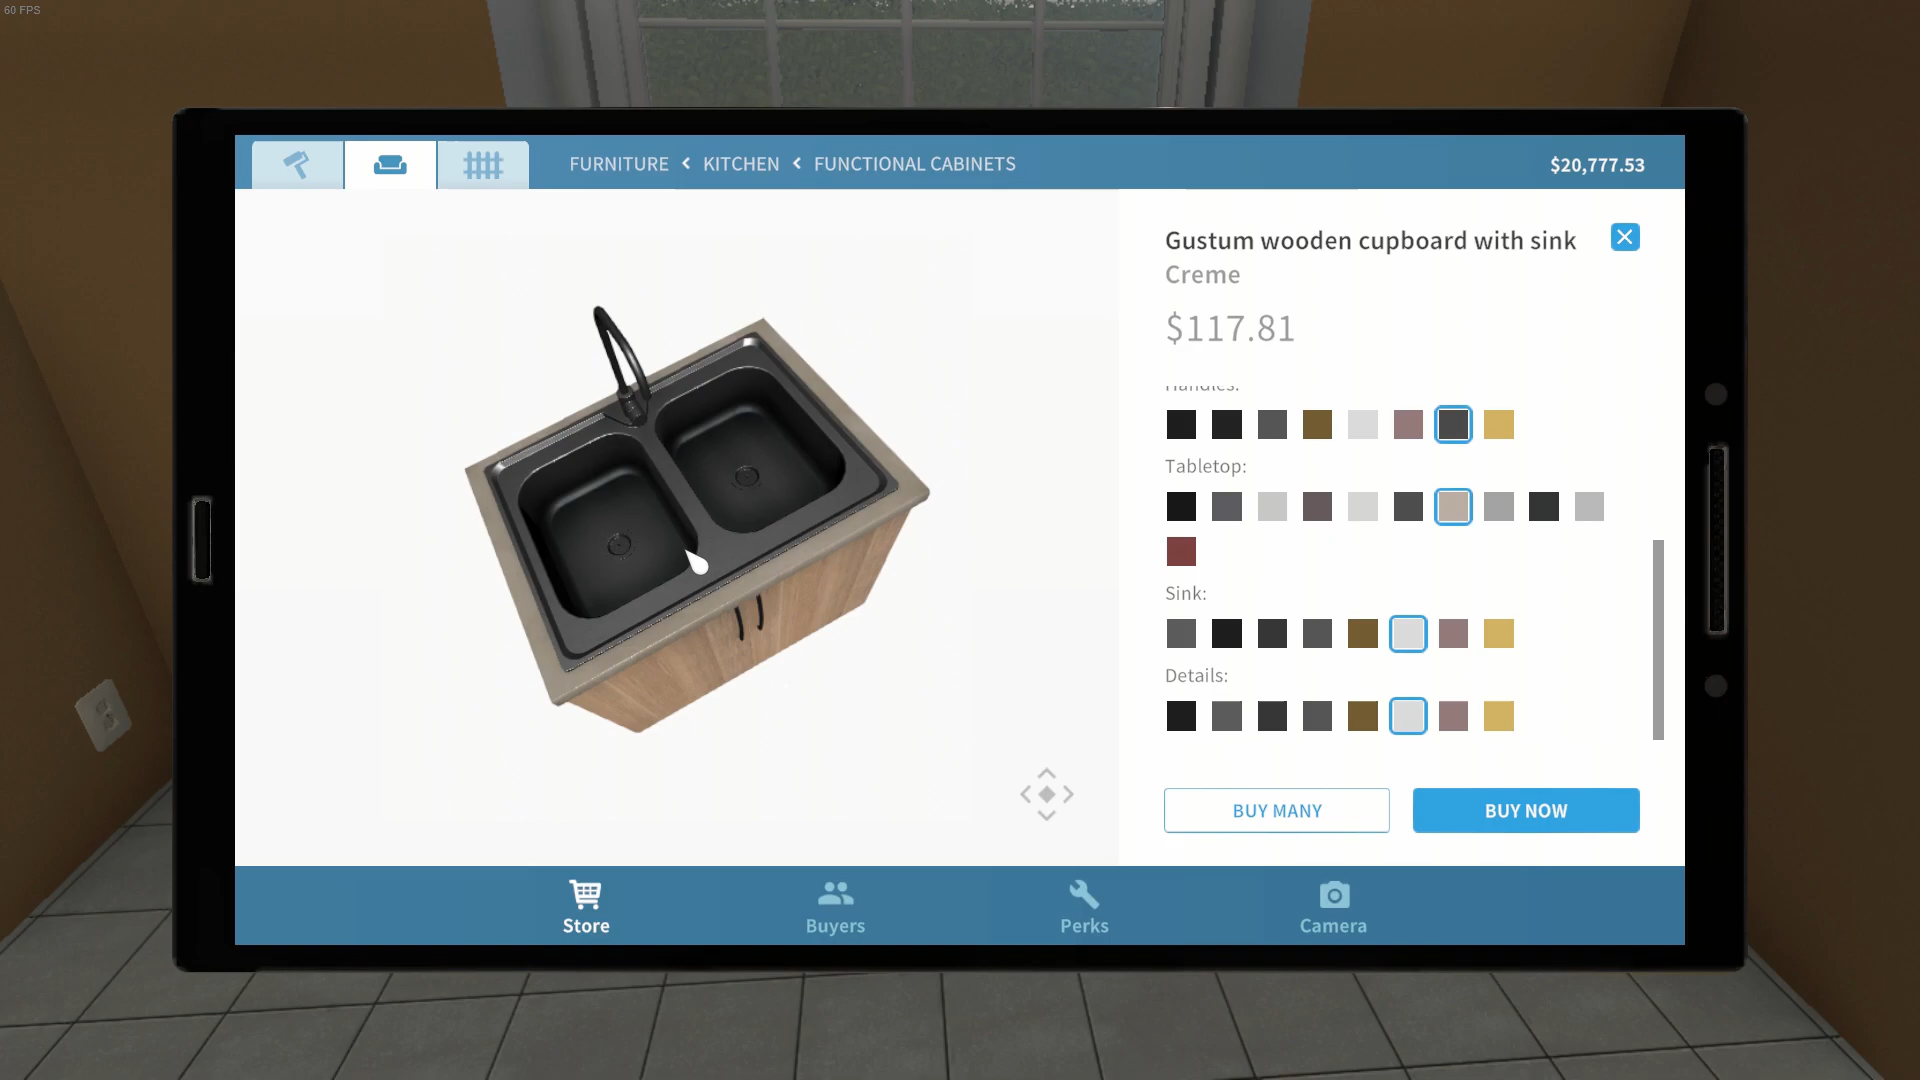 60 FPS
FURNITURE < KITCHEN < FUNCTIONAL CABINETS
$20,777.53
Gustum wooden cupboard with sink
Creme
$117.81
Handles:
Tabletop:
Sink:
Details:
BUY MANY
BUY NOW
Store
Buyers
Perks
Camera